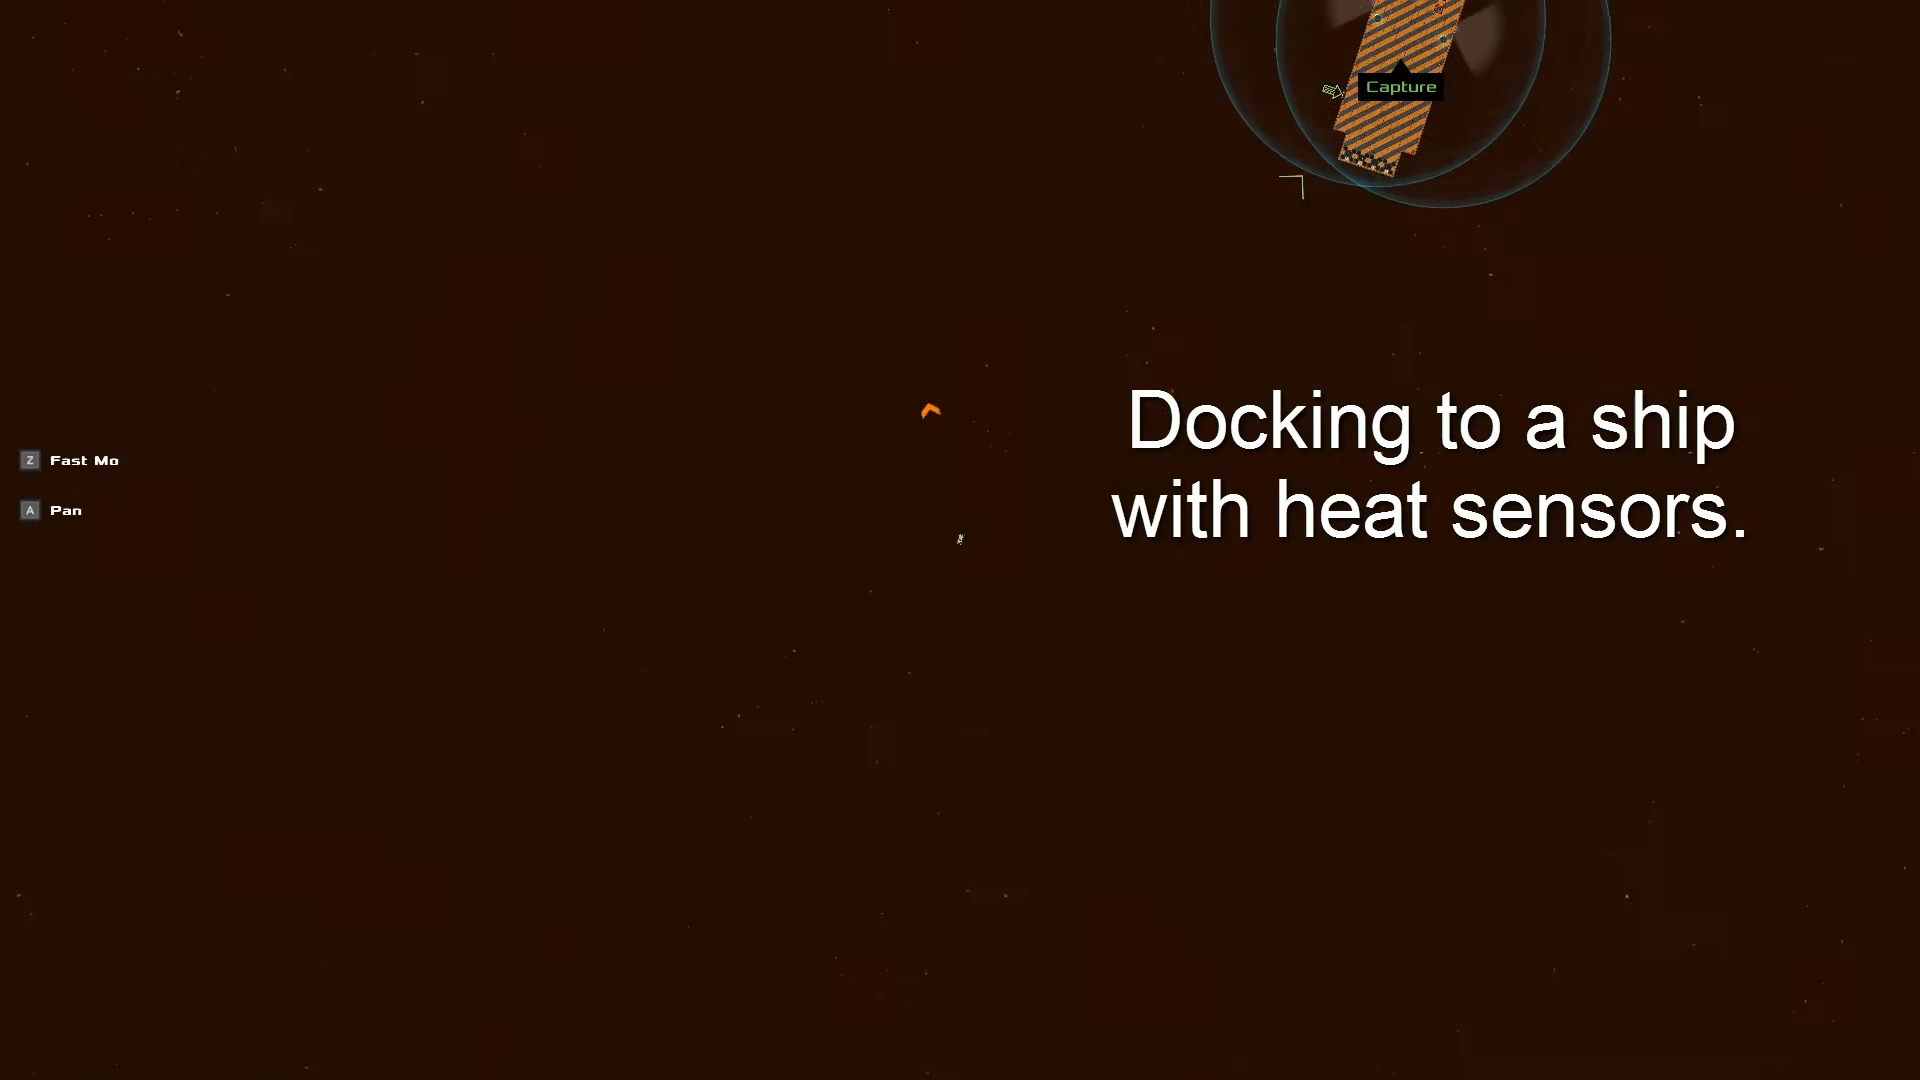 Capture
Docking to a ship
with heat sensors.
Z Fast Mo
A Pan